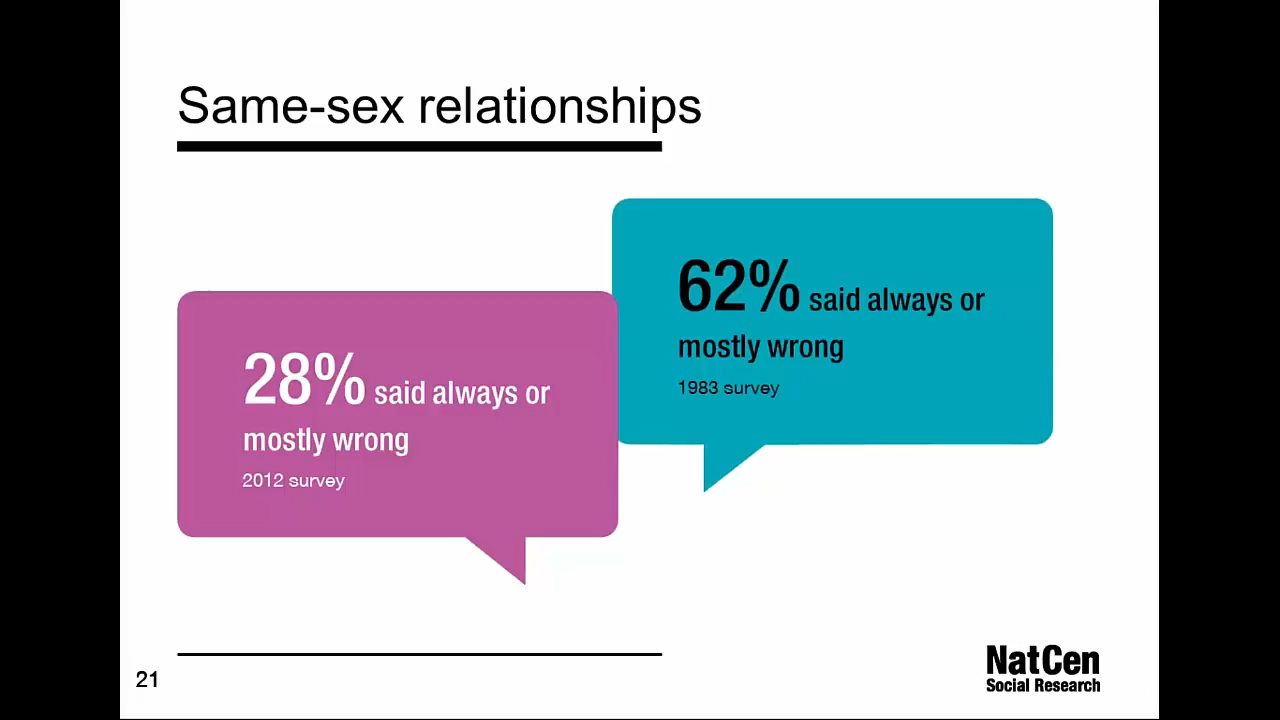 Same-sex relationships
62% said always or
mostly wrong
1983 survey
28% said always or
mostly wrong
2012 survey
21
NatCen
Social Research